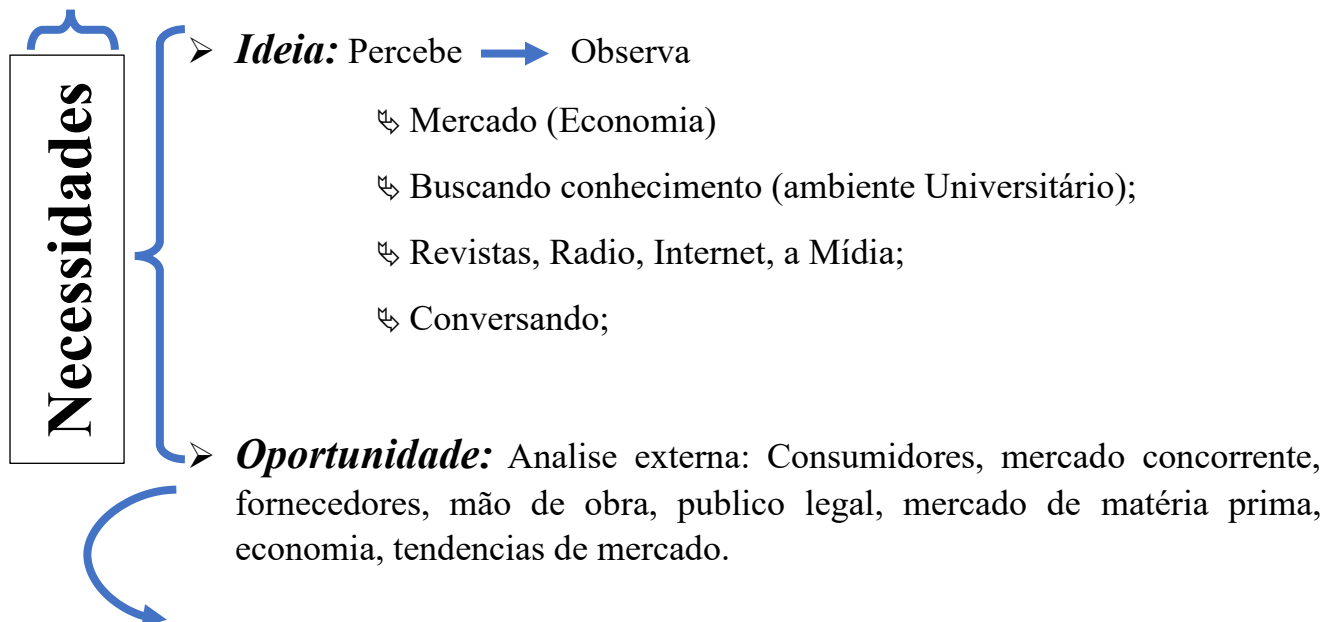 Necessidades
➢ Ideia: Percebe → Observa
Mercado (Economia)
Buscando conhecimento (ambiente Universitário);
Revistas, Radio, Internet, a Mídia;
Conversando;
➢ Oportunidade: Analise externa: Consumidores, mercado concorrente,
fornecedores, mão de obra, publico legal, mercado de matéria prima,
economia, tendencias de mercado.